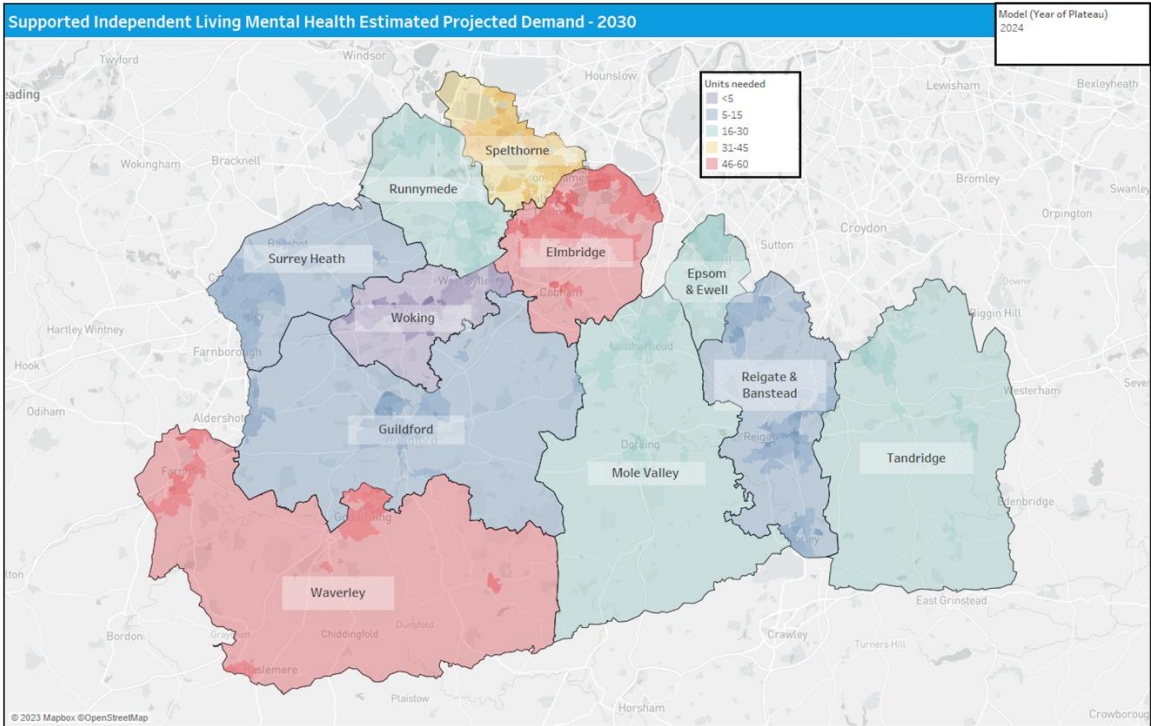 Supported Independent Living Mental Health Estimated Projected Demand - 2030
Model (Year of Plateau)
2024
Twyford
Windsor
Hounslow
Lewisham
Bexleyheath
Units needed
<5
5-15
16-30
31-45
46-60
Wokingham
Bracknell
Spelthorne
Bromley
Swanley
Runnymede
Orpington
Croydon
Sutton
Elmbridge
Surrey Heath
Epsom
& Ewell
Cobham
Woking
Biggin Hill
Hartley Wintney
Farnborough
Hook
Westerham
Reigate &
Banstead
Odiham
Aldershot
Guildford
Dorking
Mole Valley
Tandridge
Edenbridge
Waverley
East Grinstead
Bordon
Chiddingfold
Dunsfold
Crawley
Turners Hill
Haslemere
Plaistow
Horsham
Crowborough
© 2023 Mapbox ©OpenStreetMap